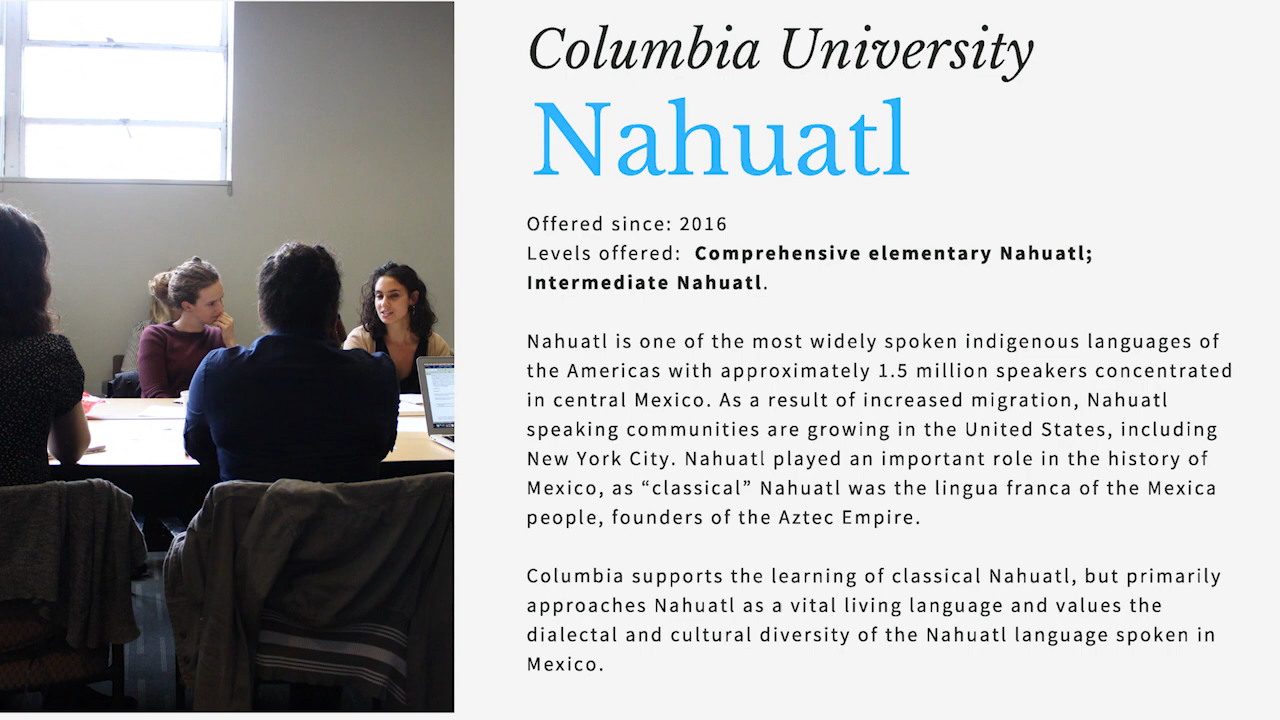 Columbia University
Nahuatl
Offered since: 2016
Levels offered:  Comprehensive elementary Nahuatl;
Intermediate Nahuatl.
Nahuatl is one of the most widely spoken indigenous languages of
the Americas with approximately 1.5 million speakers concentrated
in central Mexico. As a result of increased migration, Nahuatl
speaking communities are growing in the United States, including
New York City. Nahuatl played an important role in the history of
Mexico, as “classical” Nahuatl was the lingua franca of the Mexica
people, founders of the Aztec Empire.
Columbia supports the learning of classical Nahuatl, but primarily
approaches Nahuatl as a vital living language and values the
dialectal and cultural diversity of the Nahuatl language spoken in
Mexico.